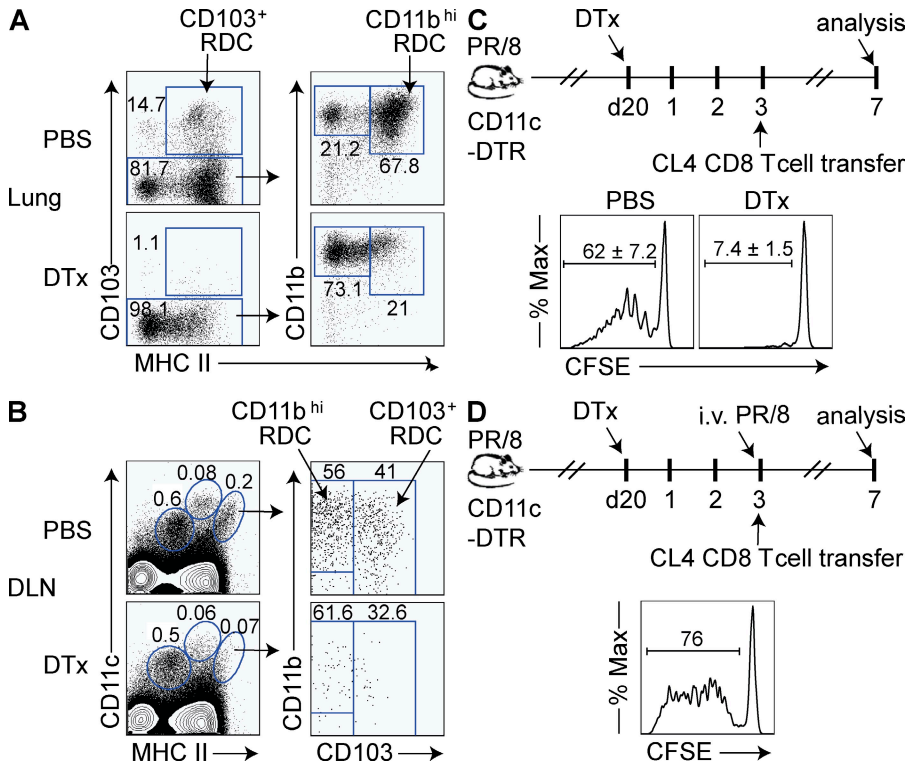 A
CD103+
RDC
CD11b hi
RDC
PBS
Lung
DTx
14.7
81.7
21.2
67.8
1.1
98.1
73.1
21
CD103
CD11b
MHC II
B
CD11b hi
RDC
CD103+
RDC
PBS
DLN
DTx
0.6
0.08
0.2
56
41
0.5
0.06
0.07
61.6
32.6
CD11c
CD11b
MHC II
CD103
C
DTx
analysis
PR/8
CD11c
-DTR
d20
1
2
3
7
CL4 CD8 T cell transfer
PBS
DTx
62 ± 7.2
7.4 ± 1.5
% Max
CFSE
D
DTx
i.v. PR/8
analysis
PR/8
CD11c
-DTR
d20
1
2
3
7
CL4 CD8 T cell transfer
76
% Max
CFSE